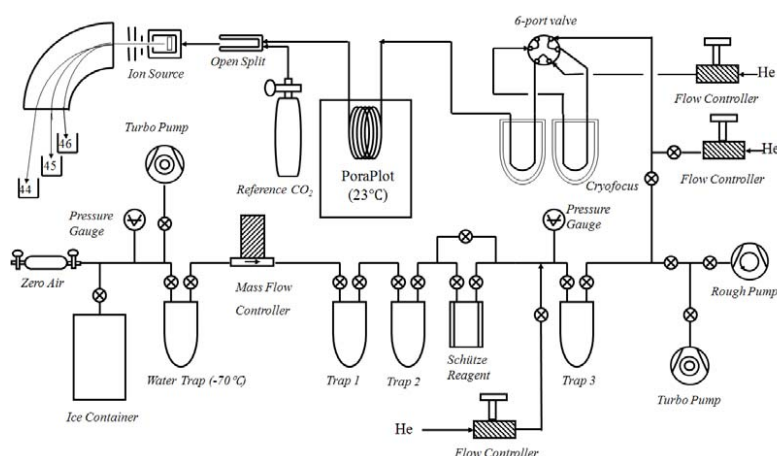 6-port valve
Ion Source
Open Split
He
Flow Controller
Turbo Pump
46
45
44
Reference CO₂
PoraPlot
(23°C)
Cryofocus
He
Flow Controller
Pressure
Gauge
Pressure
Gauge
Zero Air
Mass Flow
Controller
Rough Pump
Water Trap (-70°C)
Trap 1
Trap 2
Schütze
Reagent
Trap 3
Ice Container
Turbo Pump
He
Flow Controller